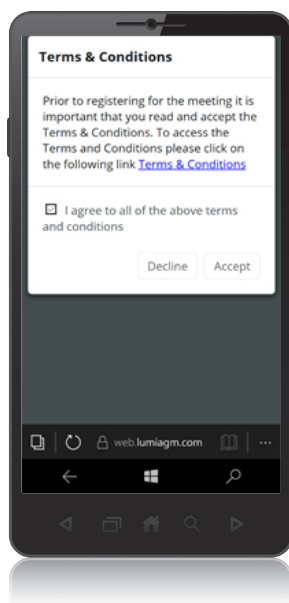 Terms & Conditions
Prior to registering for the meeting it is
important that you read and accept the
Terms & Conditions. To access the
Terms and Conditions please click on
the following link Terms & Conditions
I agree to all of the above terms
and conditions
Decline Accept
web.lumiagm.com